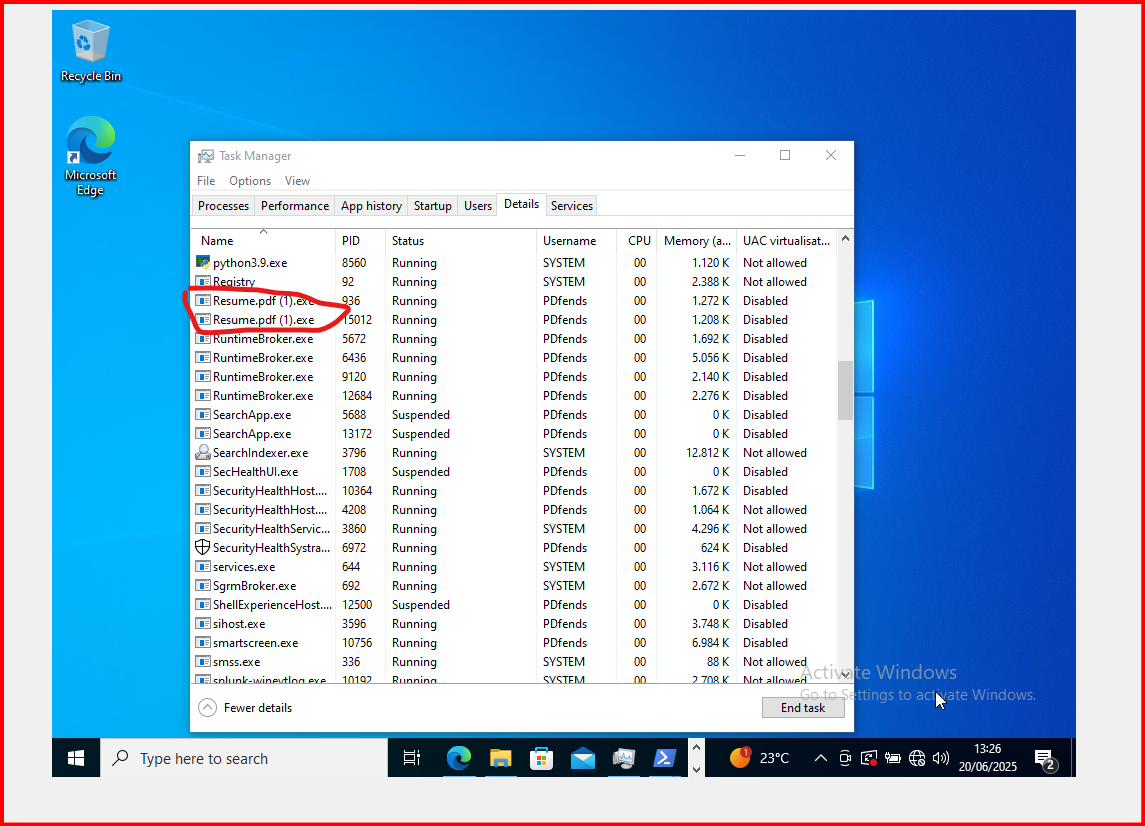 Recycle Bin
Microsoft
Edge
Task Manager
File Options View
Processes Performance App history Startup Users Details Services
Name PID Status Username CPU Memory (a... UAC virtualisat...
python3.9.exe 8560 Running SYSTEM 00 1.120 K Not allowed
Registry 92 Running SYSTEM 00 2.388 K Not allowed
Resume.pdf (1).exe 936 Running PDfends 00 1.272 K Disabled
Resume.pdf (1).exe 15012 Running PDfends 00 1.208 K Disabled
RuntimeBroker.exe 5672 Running PDfends 00 1.692 K Disabled
RuntimeBroker.exe 6436 Running PDfends 00 5.056 K Disabled
RuntimeBroker.exe 9120 Running PDfends 00 2.140 K Disabled
RuntimeBroker.exe 12684 Running PDfends 00 2.276 K Disabled
SearchApp.exe 5688 Suspended PDfends 00 0 K Disabled
SearchApp.exe 13172 Suspended PDfends 00 0 K Disabled
SearchIndexer.exe 3796 Running SYSTEM 00 12.812 K Not allowed
SecHealthUI.exe 1708 Suspended PDfends 00 0 K Disabled
SecurityHealthHost.... 10364 Running PDfends 00 1.672 K Disabled
SecurityHealthHost.... 4208 Running PDfends 00 1.064 K Not allowed
SecurityHealthServic... 3860 Running SYSTEM 00 4.296 K Not allowed
SecurityHealthSystra... 6972 Running PDfends 00 624 K Disabled
services.exe 644 Running SYSTEM 00 3.116 K Not allowed
SgrmBroker.exe 692 Running SYSTEM 00 2.672 K Not allowed
ShellExperienceHost.... 12500 Suspended PDfends 00 0 K Disabled
sihost.exe 3596 Running PDfends 00 3.748 K Disabled
smartscreen.exe 10756 Running PDfends 00 6.984 K Disabled
smss.exe 336 Running SYSTEM 00 88 K Not allowed
splunk-winevtlog.exe 10192 Running SYSTEM 00 2.708 K Not allowed
Fewer details End task
Activate Windows
Go to Settings to activate Windows.
Type here to search
1 23°C
13:26
20/06/2025
2